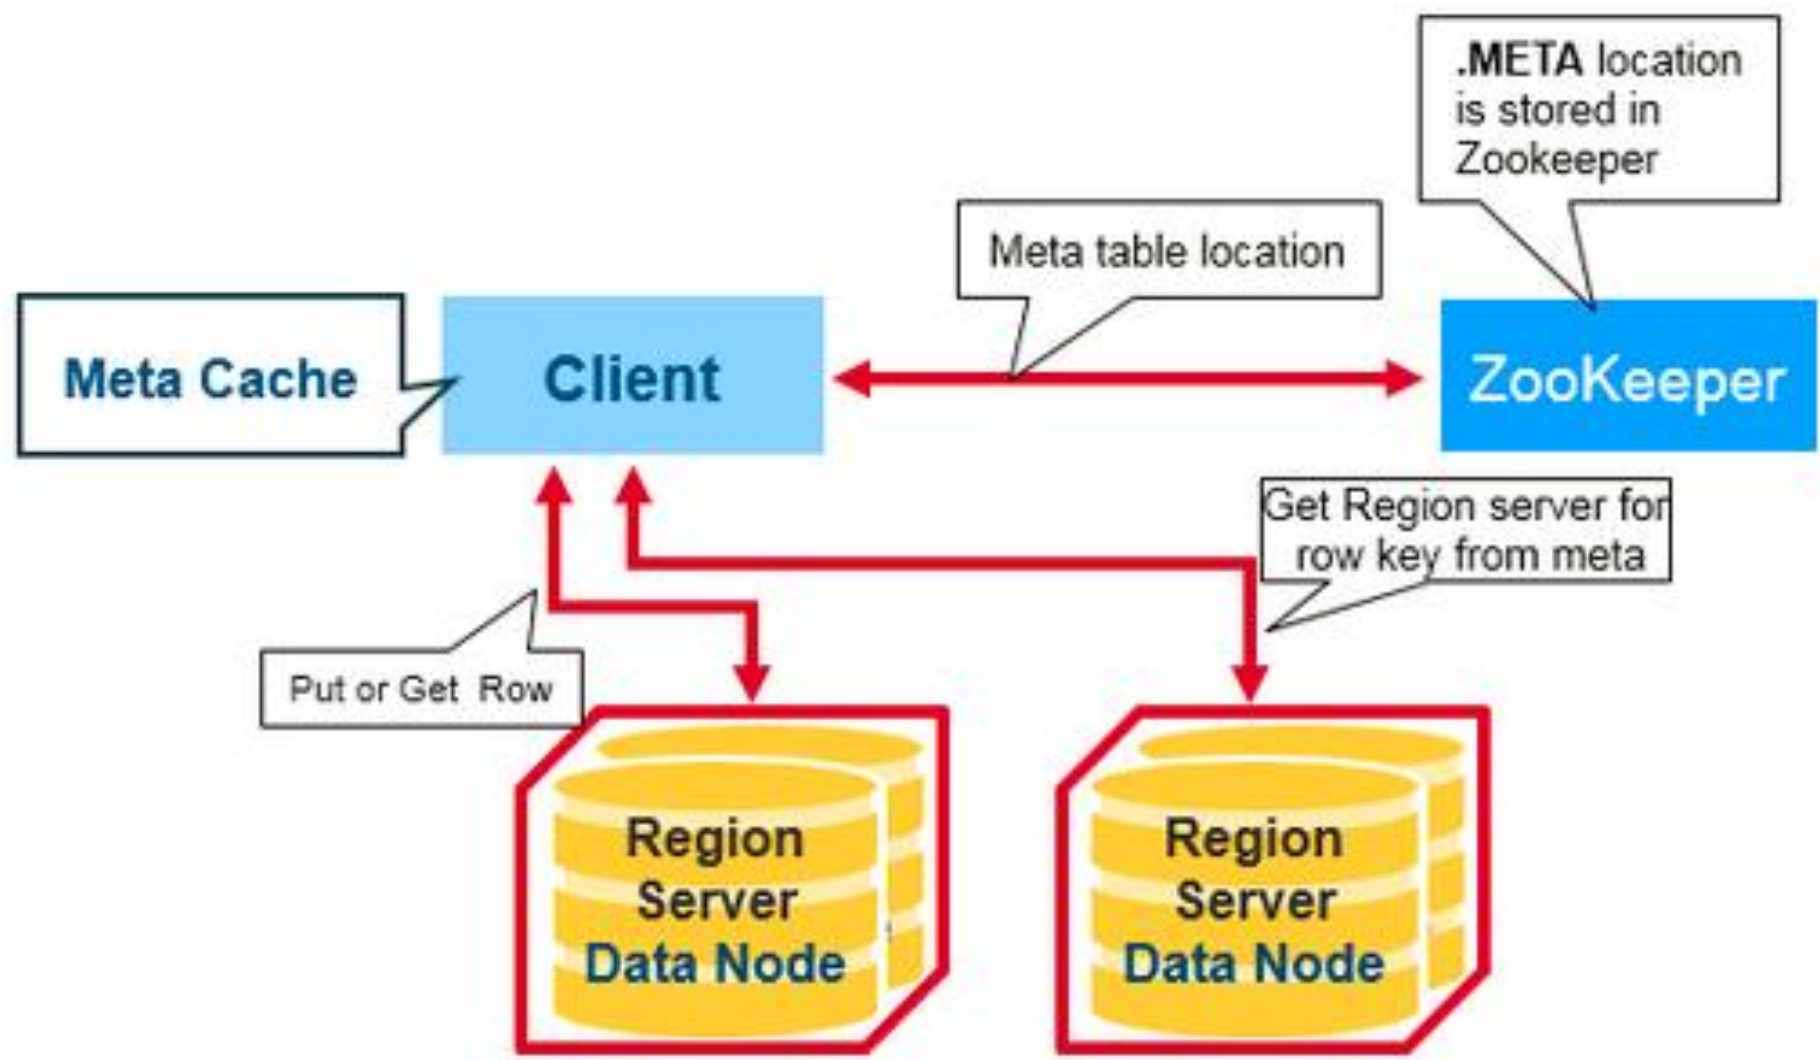 .META location
is stored in
Zookeeper
Meta table location
Meta Cache
Client
ZooKeeper
Get Region server for
row key from meta
Put or Get Row
Region
Server
Data Node
Region
Server
Data Node